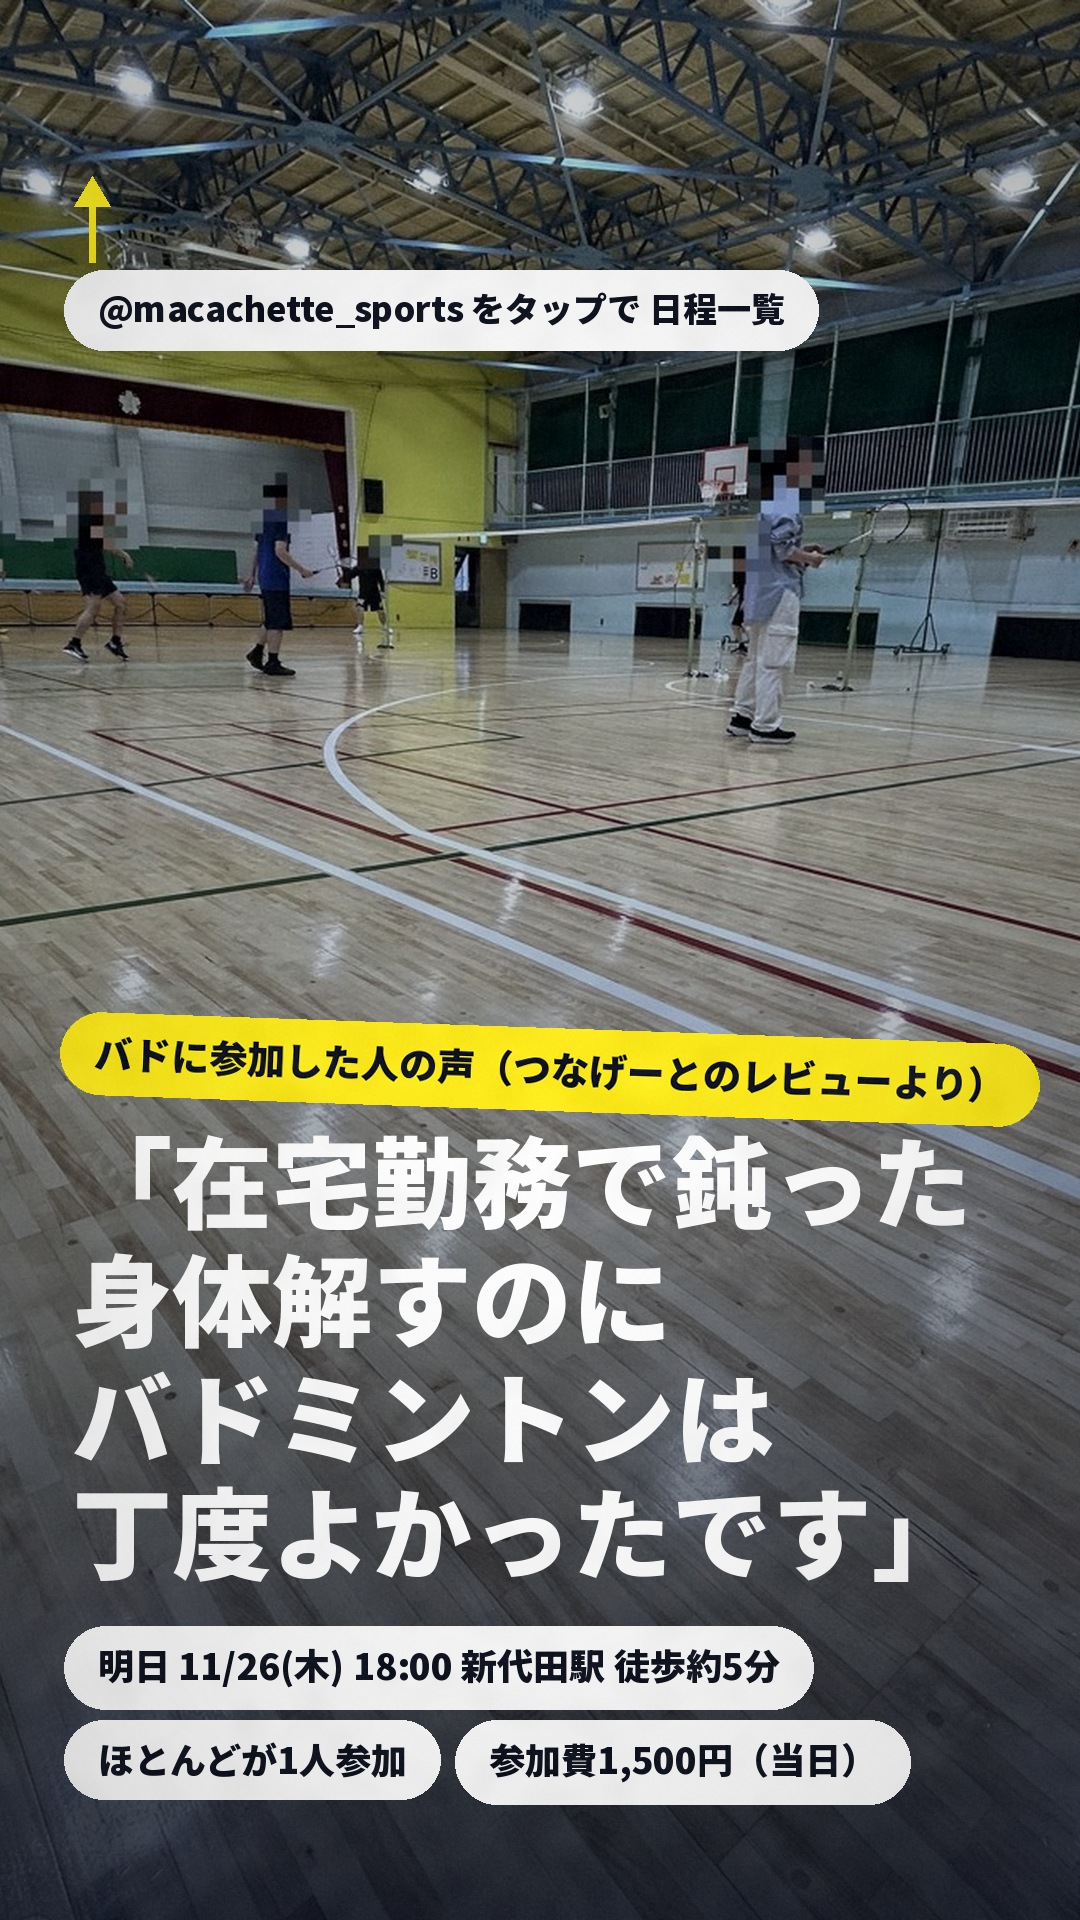 @macachette_sports をタップで 日程一覧
B
バドに参加した人の声（つなげーとのレビューより）
「在宅勤務で鈍った
身体解すのに
バドミントンは
丁度よかったです」
明日 11/26(木) 18:00 新代田駅 徒歩約5分
ほとんどが1人参加
参加費1,500円（当日）